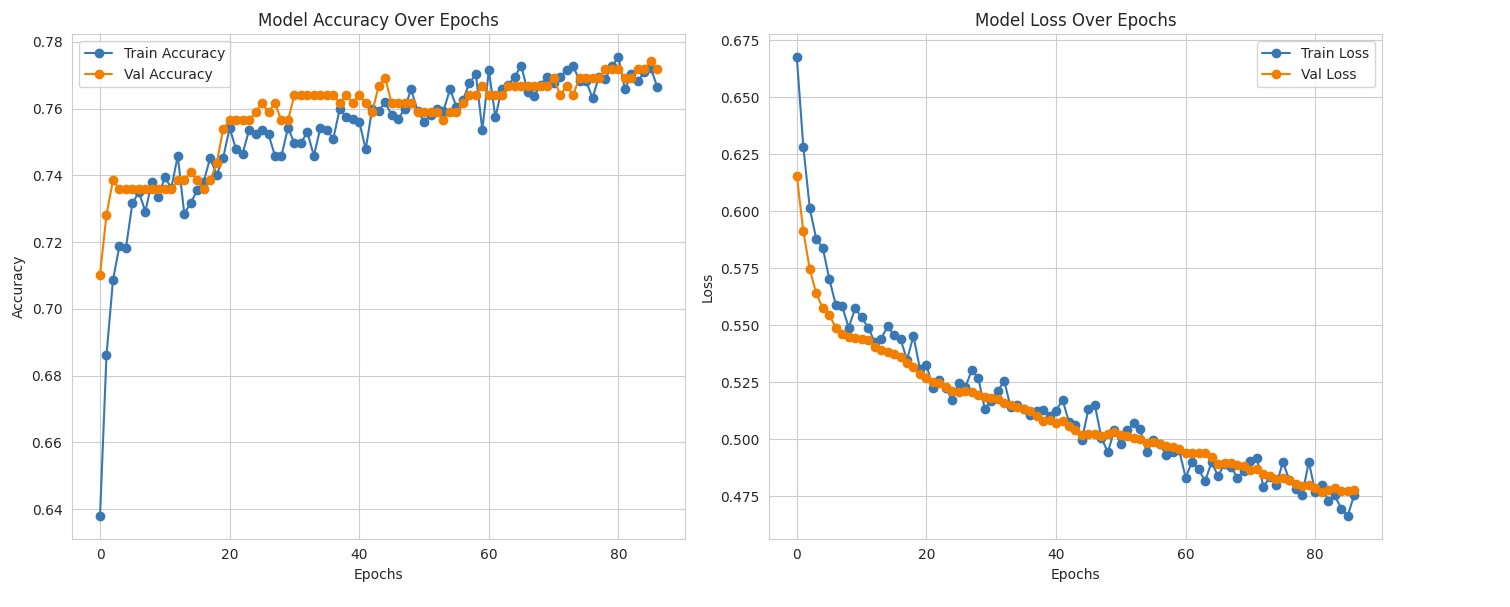 Model Accuracy Over Epochs
Train Accuracy
Val Accuracy
0.78
0.76
0.74
0.72
0.70
0.68
0.66
0.64
Accuracy
0 20 40 60 80
Epochs
Model Loss Over Epochs
Train Loss
Val Loss
0.675
0.650
0.625
0.600
0.575
0.550
0.525
0.500
0.475
Loss
0 20 40 60 80
Epochs